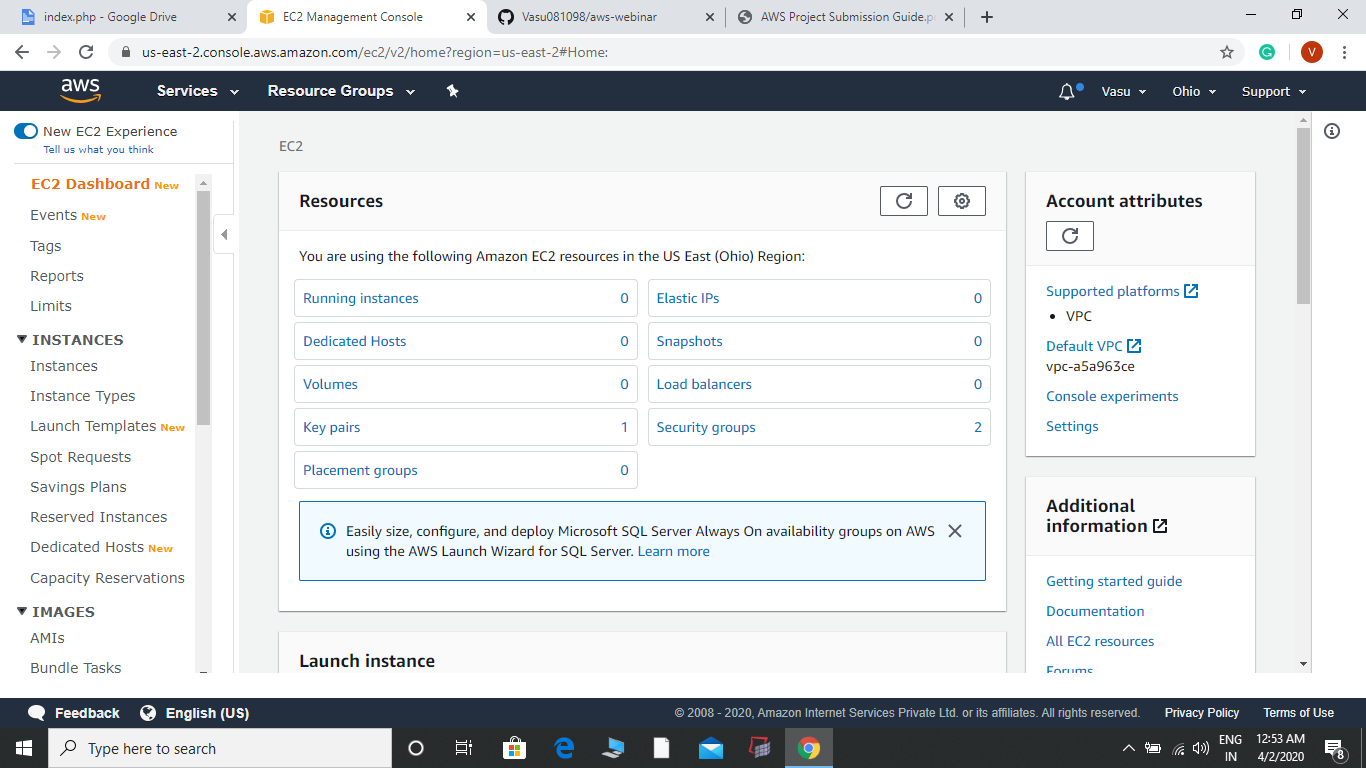 index.php - Google Drive
EC2 Management Console
Vasu081098/aws-webinar
AWS Project Submission Guide.p
us-east-2.console.aws.amazon.com/ec2/v2/home?region=us-east-2#Home:
V
aws
Services
Resource Groups
Vasu
Ohio
Support
New EC2 Experience
Tell us what you think
EC2 Dashboard New
Events New
Tags
Reports
Limits
INSTANCES
Instances
Instance Types
Launch Templates New
Spot Requests
Savings Plans
Reserved Instances
Dedicated Hosts New
Capacity Reservations
IMAGES
AMIs
Bundle Tasks
EC2
Resources
You are using the following Amazon EC2 resources in the US East (Ohio) Region:
Running instances 0
Elastic IPs 0
Dedicated Hosts 0
Snapshots 0
Volumes 0
Load balancers 0
Key pairs 1
Security groups 2
Placement groups 0
Easily size, configure, and deploy Microsoft SQL Server Always On availability groups on AWS
using the AWS Launch Wizard for SQL Server. Learn more
Launch instance
Account attributes
Supported platforms
• VPC
Default VPC
vpc-a5a963ce
Console experiments
Settings
Additional
information
Getting started guide
Documentation
All EC2 resources
Forums
Feedback
English (US)
© 2008 - 2020, Amazon Internet Services Private Ltd. or its affiliates. All rights reserved.
Privacy Policy
Terms of Use
Type here to search
ENG
IN
12:53 AM
4/2/2020
8